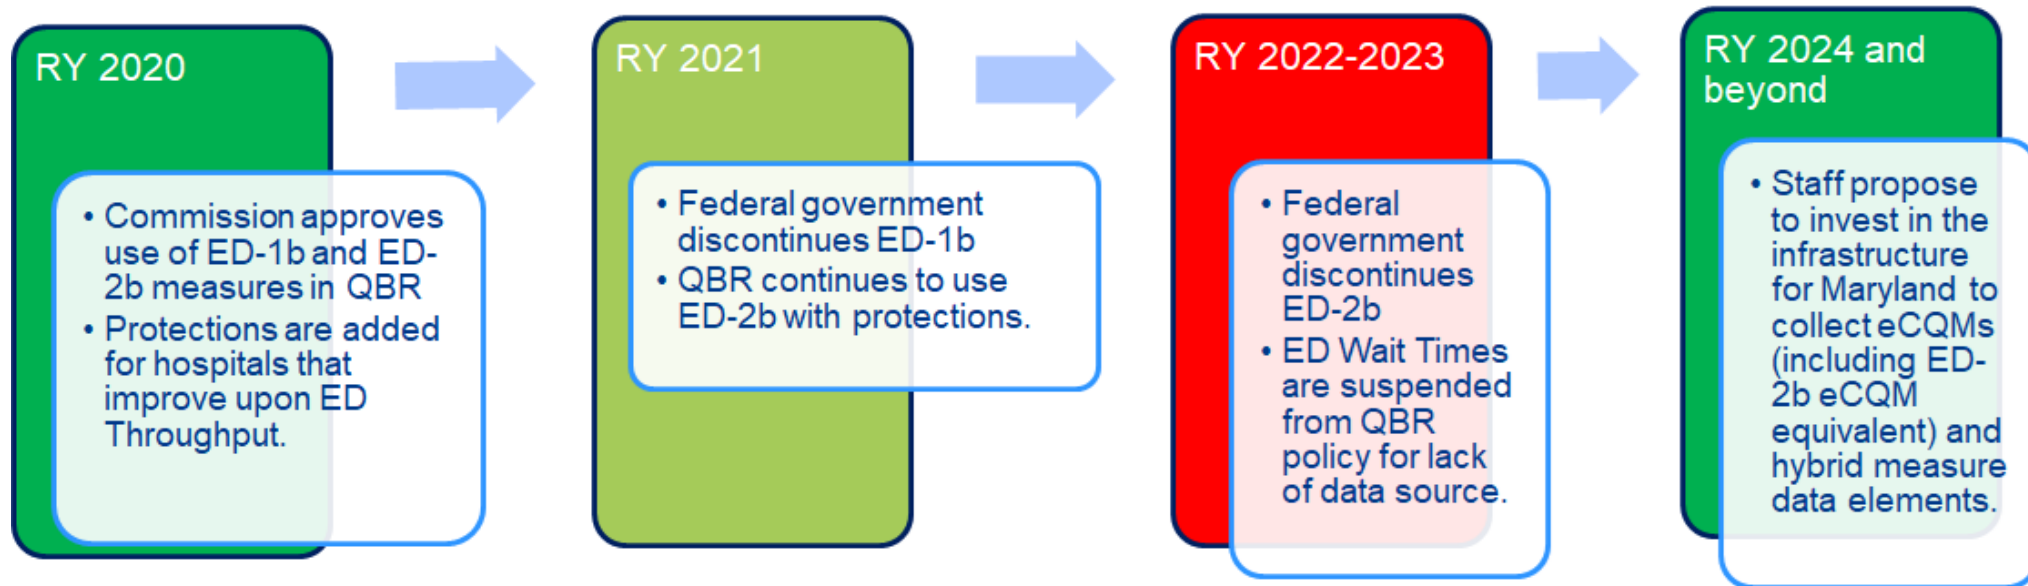 RY 2020
• Commission approves
use of ED-1b and ED-
2b measures in QBR
• Protections are added
for hospitals that
improve upon ED
Throughput.
RY 2021
• Federal government
discontinues ED-1b
• QBR continues to use
ED-2b with protections.
RY 2022-2023
• Federal
government
discontinues
ED-2b
• ED Wait Times
are suspended
from QBR
policy for lack
of data source.
RY 2024 and
beyond
• Staff propose
to invest in the
infrastructure
for Maryland to
collect eCQMs
(including ED-
2b eCQM
equivalent) and
hybrid measure
data elements.